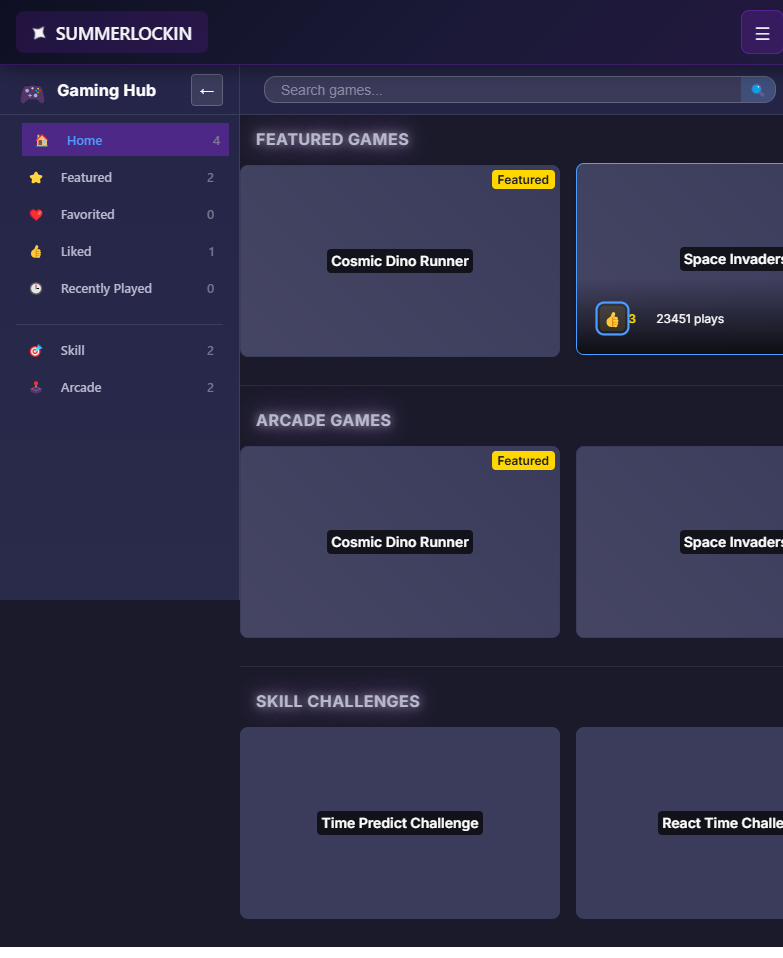 SUMMERLOCKIN
☰
Gaming Hub
←
Search games...
Home 4
Featured 2
Favorited 0
Liked 1
Recently Played 0
Skill 2
Arcade 2
FEATURED GAMES
Featured
Cosmic Dino Runner
Space Invaders
3 23451 plays
ARCADE GAMES
Featured
Cosmic Dino Runner
Space Invaders
SKILL CHALLENGES
Time Predict Challenge
React Time Challe